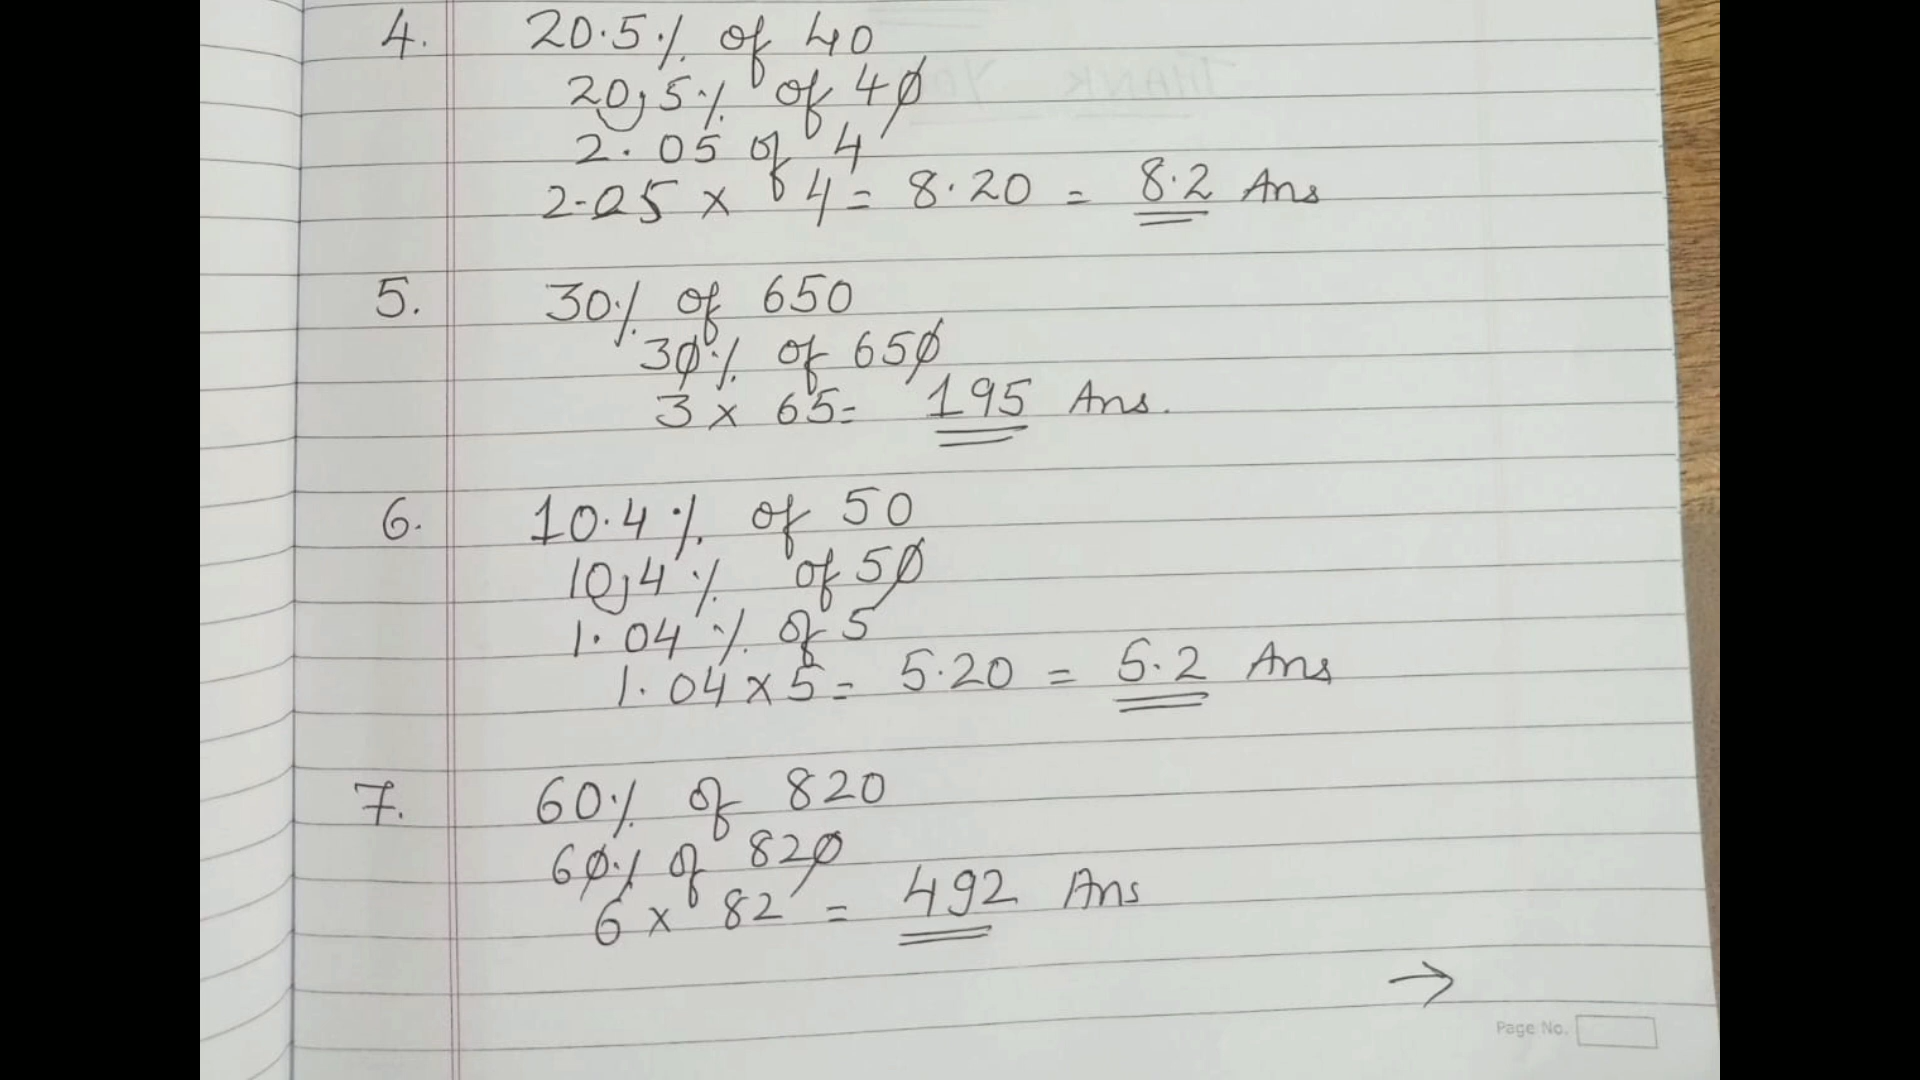 4. 20.5% of 40
20,5% of 40
2.05 of 4
2.05 x 4 = 8.20 = 8.2 Ans
5. 30% of 650
30% of 650
3 x 65 = 195 Ans.
6. 10.4% of 50
10,4% of 50
1.04% of 5
1.04 x 5 = 5.20 = 5.2 Ans
7. 60% of 820
60% of 820
6 x 82 = 492 Ans
→
Page No.